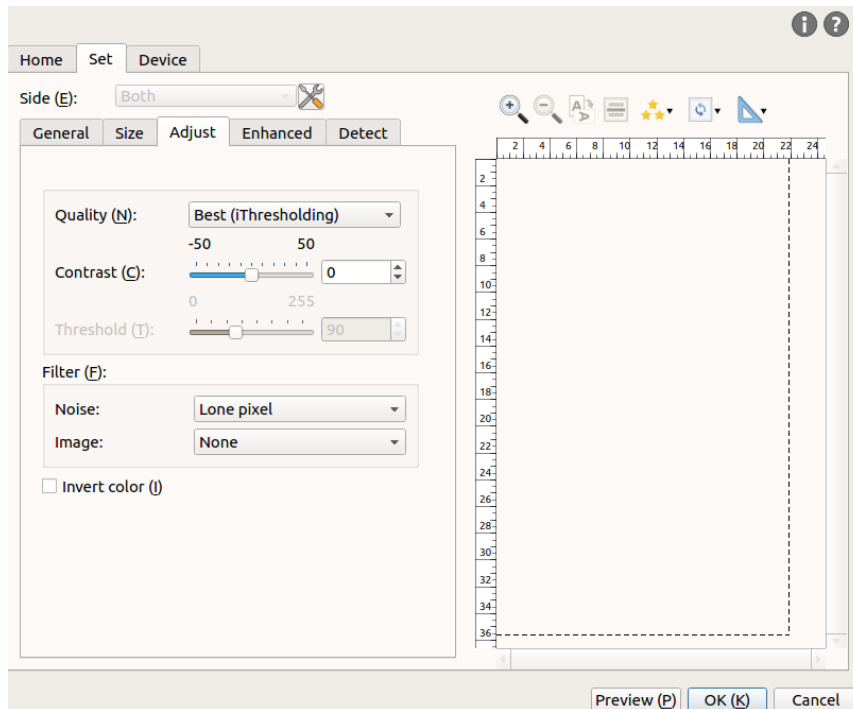 Home Set Device
Side (E): Both
General Size Adjust Enhanced Detect
Quality (N): Best (iThresholding)
-50 50
Contrast (C): 0
0 255
Threshold (T): 90
Filter (F):
Noise: Lone pixel
Image: None
Invert color (I)
2 4 6 8 10 12 14 16 18 20 22 24
2
4
6
8
10
12
14
16
18
20
22
24
26
28
30
32
34
36
Preview (P) OK (K) Cancel